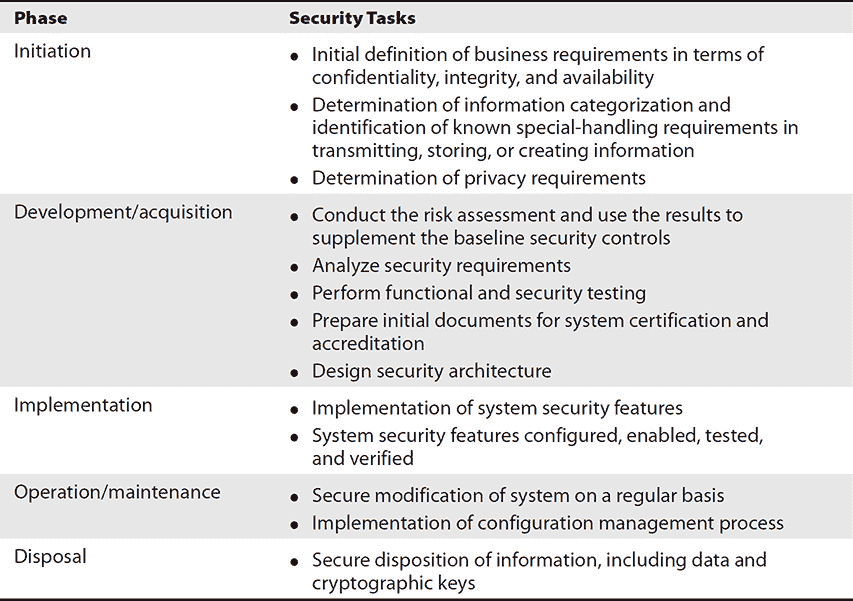 Phase Security Tasks
Initiation
● Initial definition of business requirements in terms of
confidentiality, integrity, and availability
● Determination of information categorization and
identification of known special-handling requirements in
transmitting, storing, or creating information
● Determination of privacy requirements
Development/acquisition
● Conduct the risk assessment and use the results to
supplement the baseline security controls
● Analyze security requirements
● Perform functional and security testing
● Prepare initial documents for system certification and
accreditation
● Design security architecture
Implementation
● Implementation of system security features
● System security features configured, enabled, tested,
and verified
Operation/maintenance
● Secure modification of system on a regular basis
● Implementation of configuration management process
Disposal
● Secure disposition of information, including data and
cryptographic keys